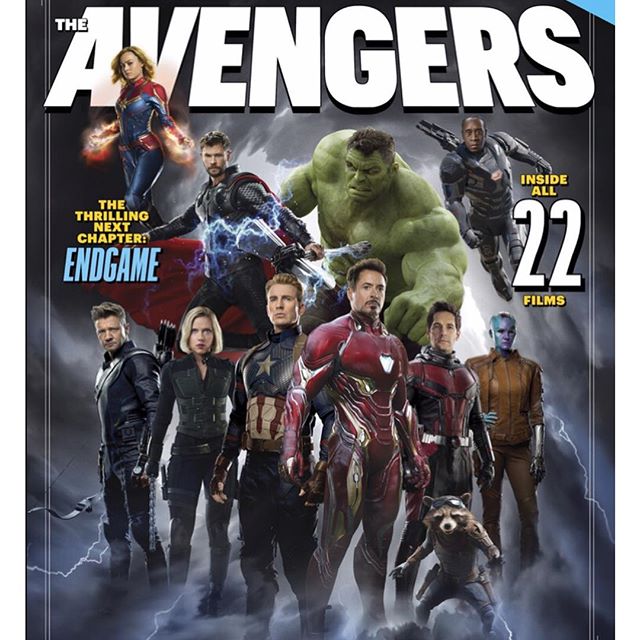 THE
AVENGERS
THE
THRILLING
NEXT
CHAPTER:
ENDGAME
INSIDE
ALL
22
FILMS